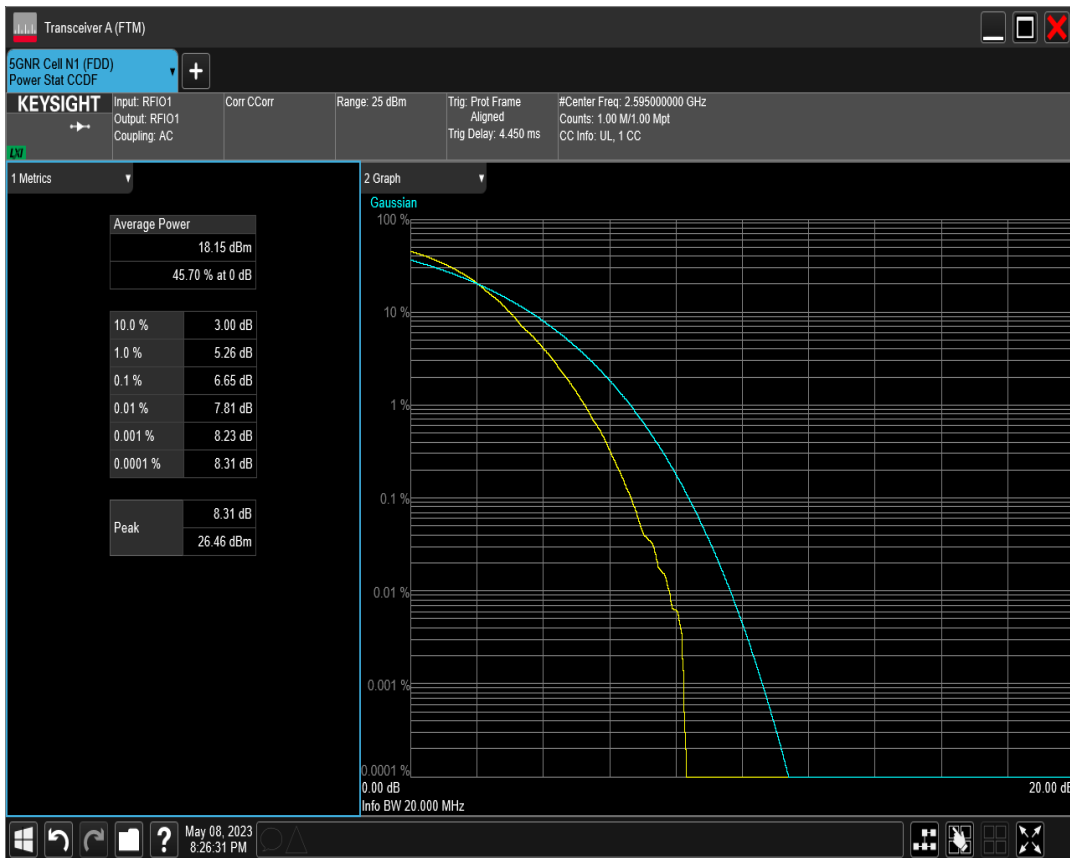 Transceiver A (FTM)
5GNR Cell N1 (FDD)
Power Stat CCDF
+
KEYSIGHT
LXI
Input: RFIO1
Output: RFIO1
Coupling: AC
Corr CCorr
Range: 25 dBm
Trig: Prot Frame
Aligned
Trig Delay: 4.450 ms
#Center Freq: 2.595000000 GHz
Counts: 1.00 M/1.00 Mpt
CC Info: UL, 1 CC
1 Metrics
Average Power
18.15 dBm
45.70 % at 0 dB
10.0 % 3.00 dB
1.0 % 5.26 dB
0.1 % 6.65 dB
0.01 % 7.81 dB
0.001 % 8.23 dB
0.0001 % 8.31 dB
Peak
8.31 dB
26.46 dBm
2 Graph
Gaussian
100 %
10 %
1 %
0.1 %
0.01 %
0.001 %
0.0001 %
0.00 dB 20.00 dB
Info BW 20.000 MHz
?
May 08, 2023
8:26:31 PM